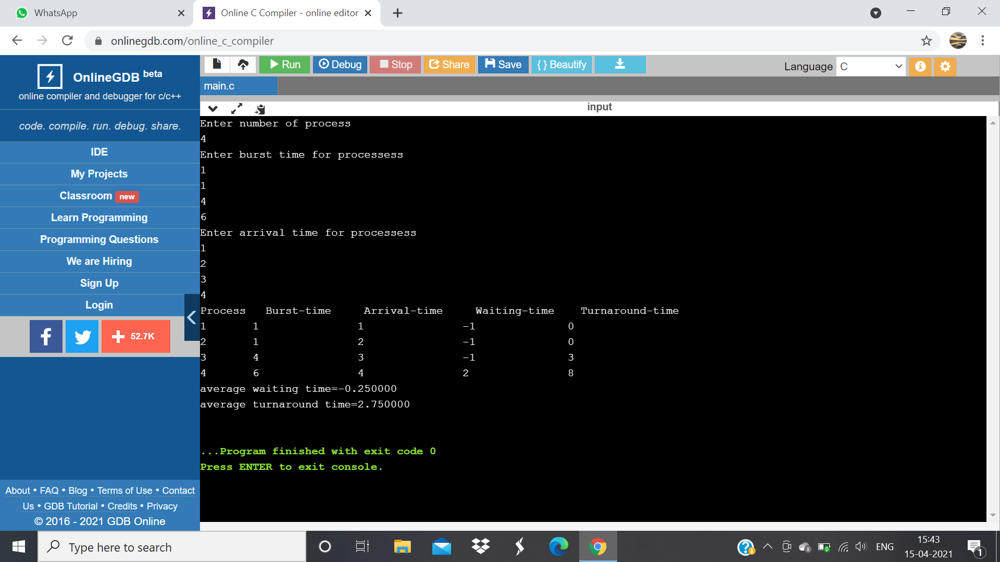 WhatsApp
Online C Compiler - online editor
onlinegdb.com/online_c_compiler
OnlineGDB beta
online compiler and debugger for c/c++
code. compile. run. debug. share.
IDE
My Projects
Classroom new
Learn Programming
Programming Questions
We are Hiring
Sign Up
Login
f
52.7K
About • FAQ • Blog • Terms of Use • Contact
Us • GDB Tutorial • Credits • Privacy
© 2016 - 2021 GDB Online
Run Debug Stop Share Save { } Beautify
Language C
main.c
input
Enter number of process
4
Enter burst time for processess
1
1
4
6
Enter arrival time for processess
1
2
3
4
Process Burst-time Arrival-time Waiting-time Turnaround-time
1 1 1 -1 0
2 1 2 -1 0
3 4 3 -1 3
4 6 4 2 8
average waiting time=-0.250000
average turnaround time=2.750000
...Program finished with exit code 0
Press ENTER to exit console.
Type here to search
ENG
15:43
15-04-2021
1